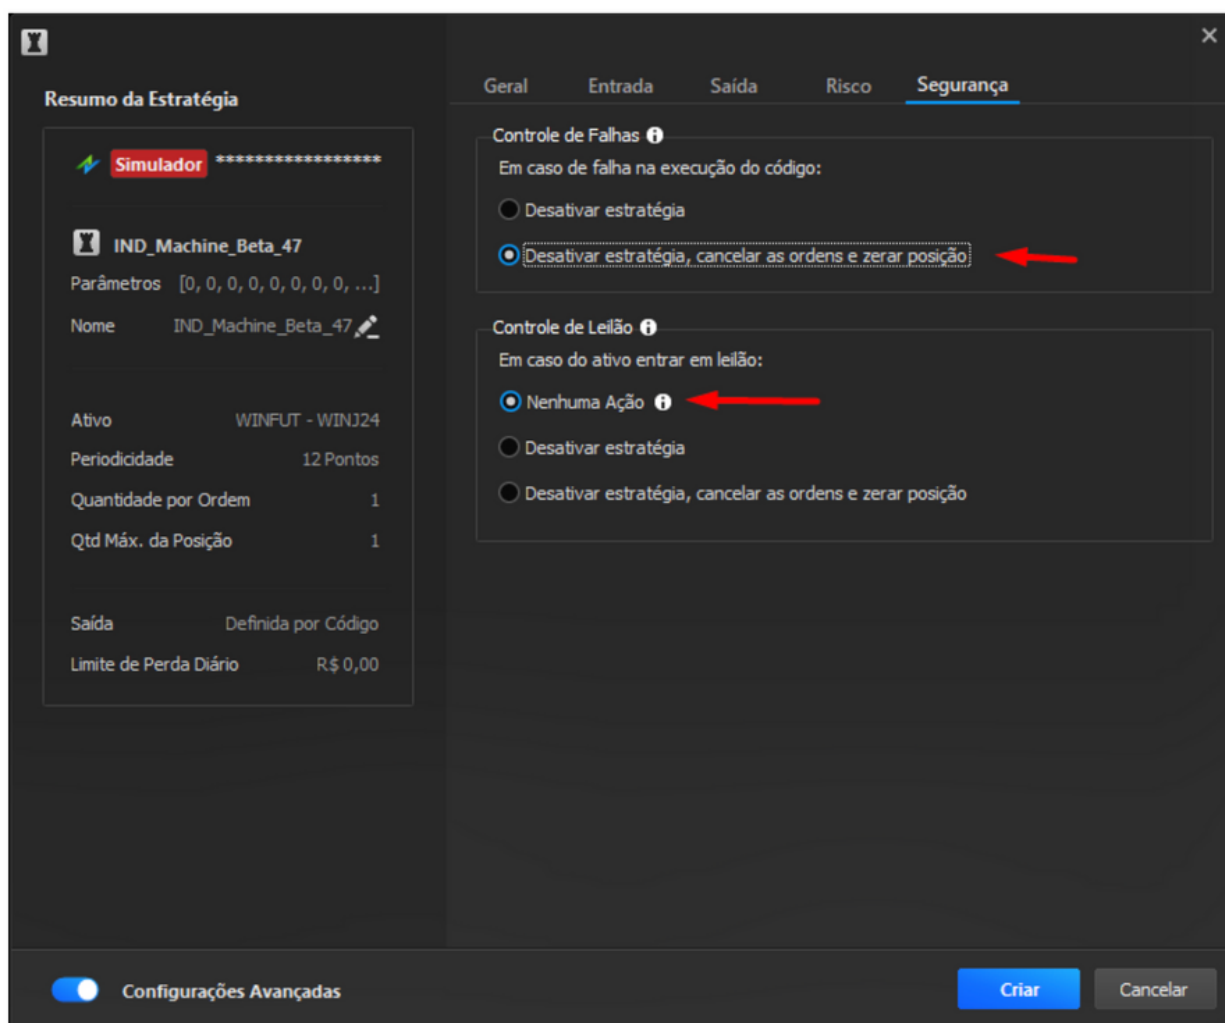 Resumo da Estratégia
Simulador *****************
IND_Machine_Beta_47
Parâmetros [0, 0, 0, 0, 0, 0, 0, 0, ...]
Nome IND_Machine_Beta_47
Ativo WINFUT - WINJ24
Periodicidade 12 Pontos
Quantidade por Ordem 1
Qtd Máx. da Posição 1
Saída Definida por Código
Limite de Perda Diário R$ 0,00
Geral Entrada Saída Risco Segurança
Controle de Falhas
Em caso de falha na execução do código:
Desativar estratégia
Desativar estratégia, cancelar as ordens e zerar posição
Controle de Leilão
Em caso do ativo entrar em leilão:
Nenhuma Ação
Desativar estratégia
Desativar estratégia, cancelar as ordens e zerar posição
Configurações Avançadas
Criar Cancelar